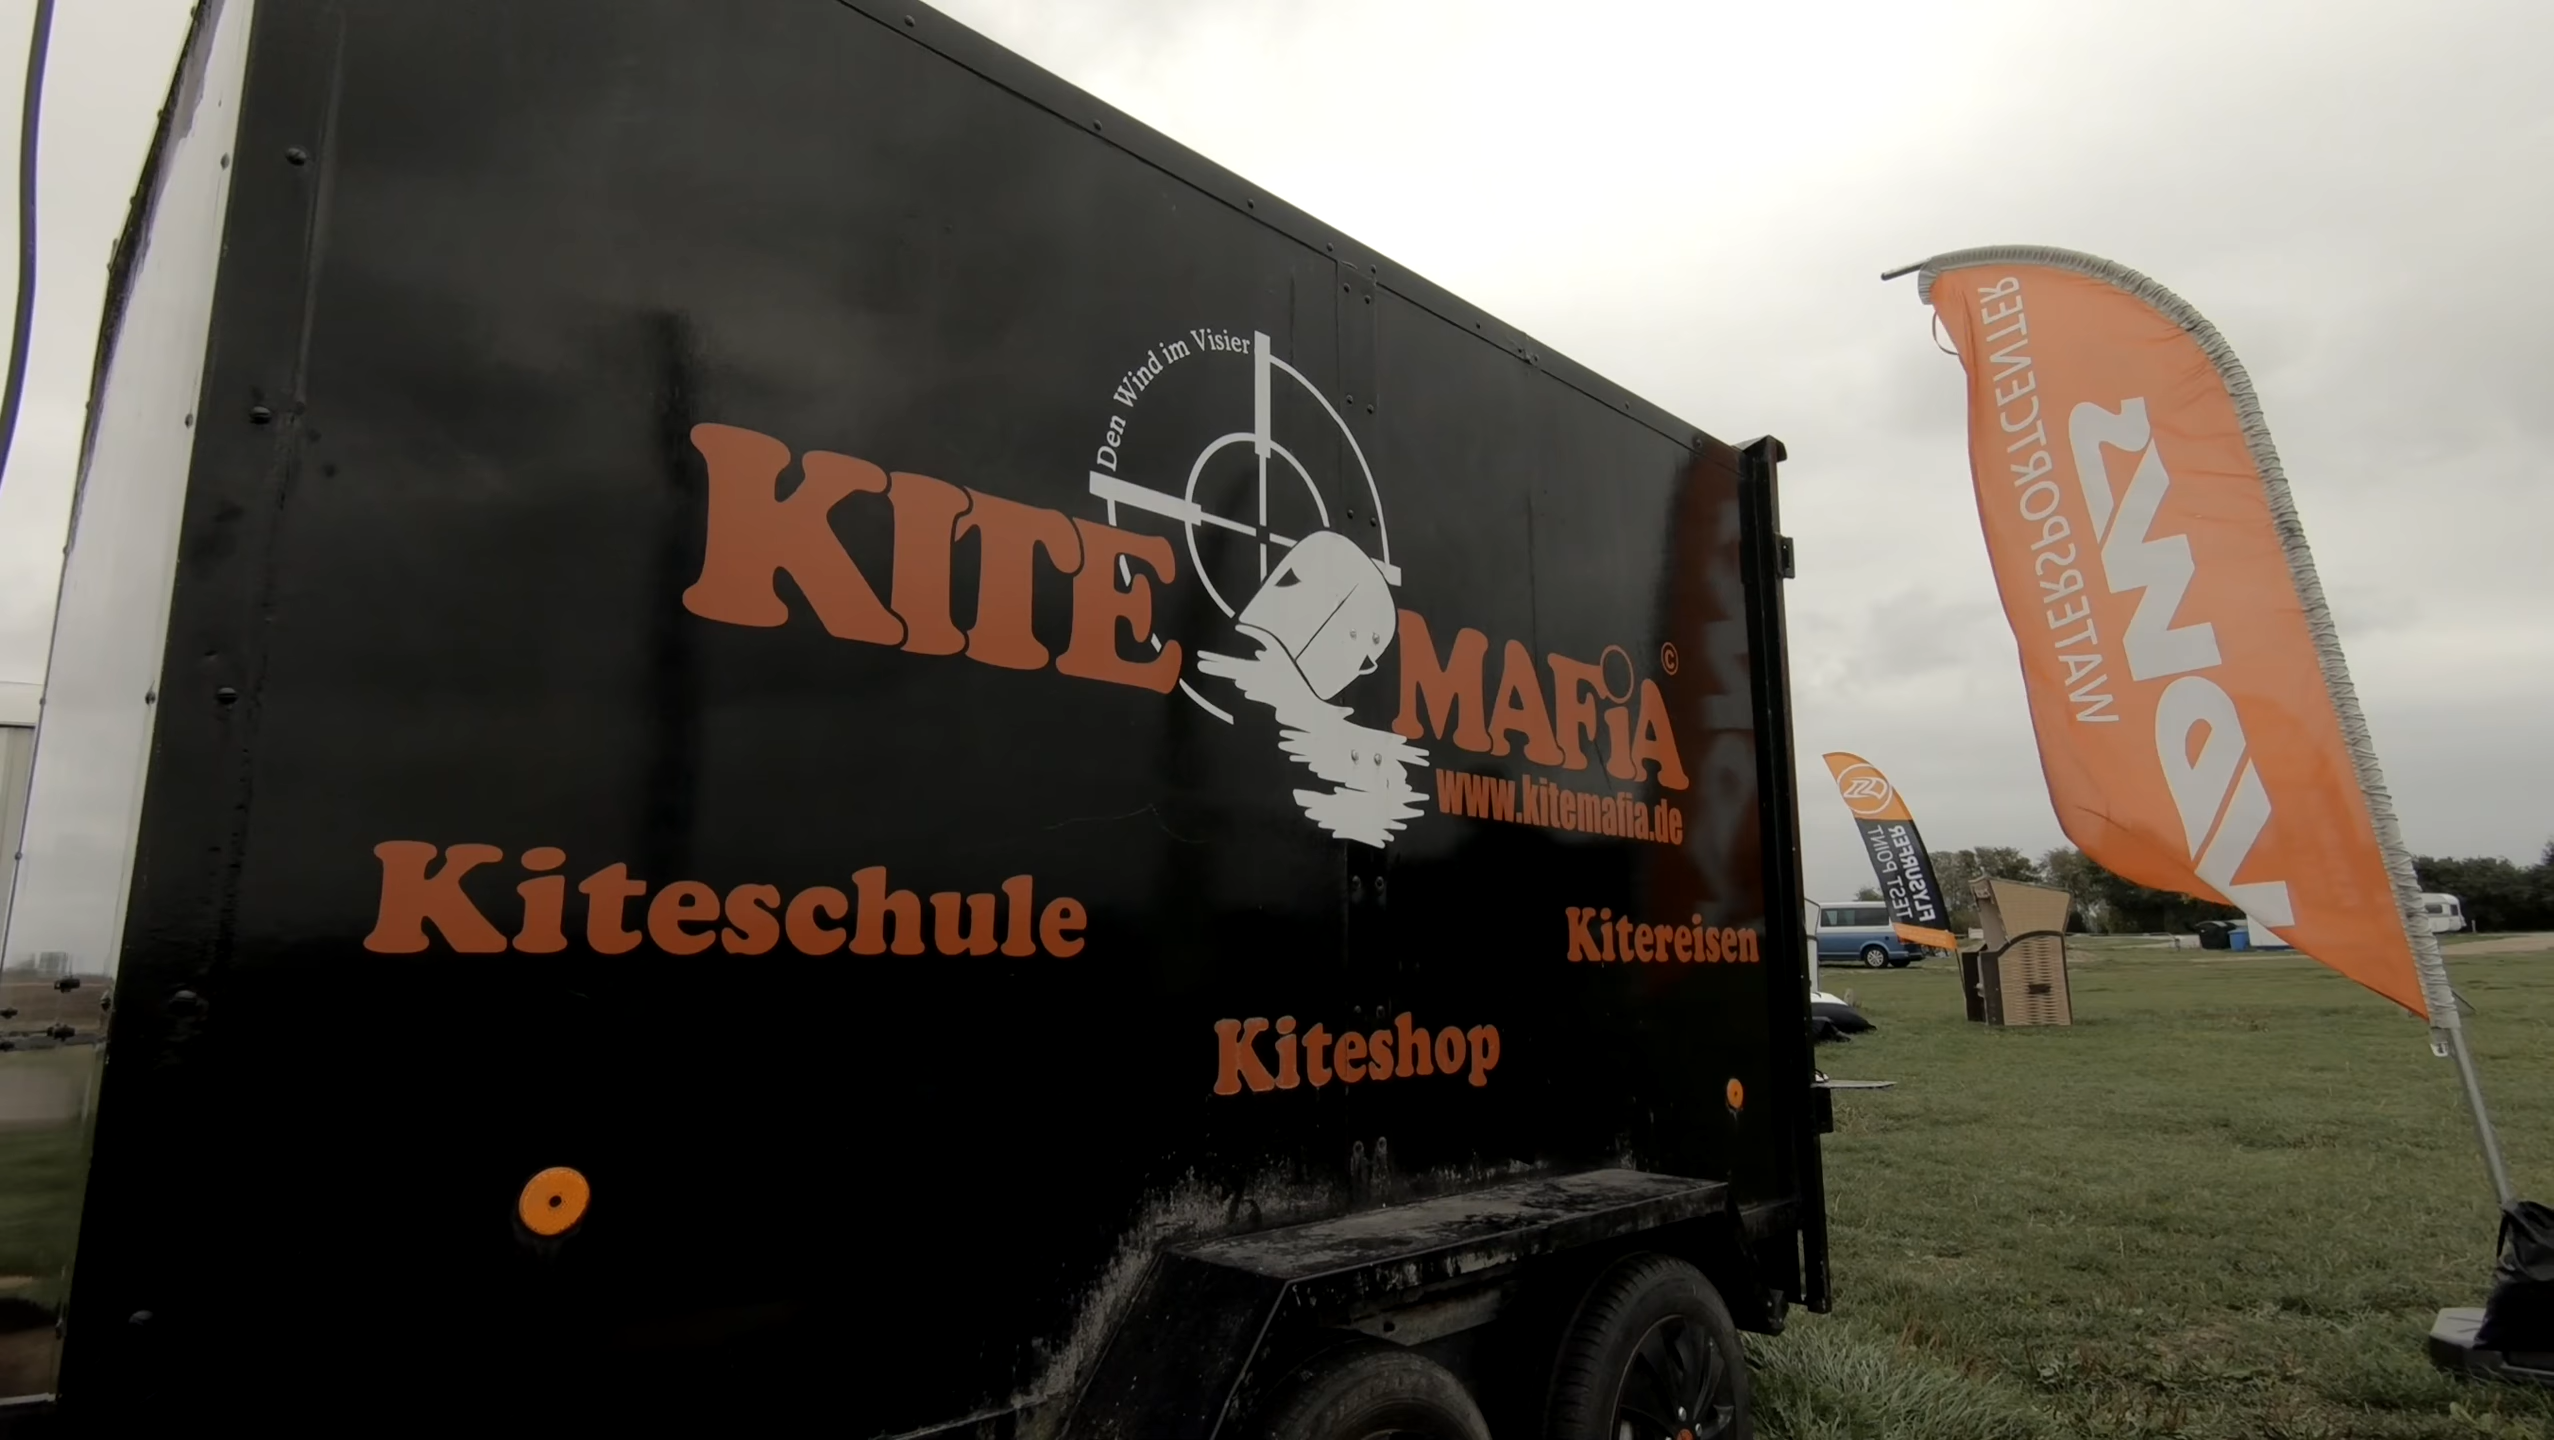 Den Wind im Visier
KITE MAFiA ©
www.kitemafia.de
Kiteschule
Kitereisen
Kiteshop
WATERSPORTCENTER
FLYSURFER
TEST POINT